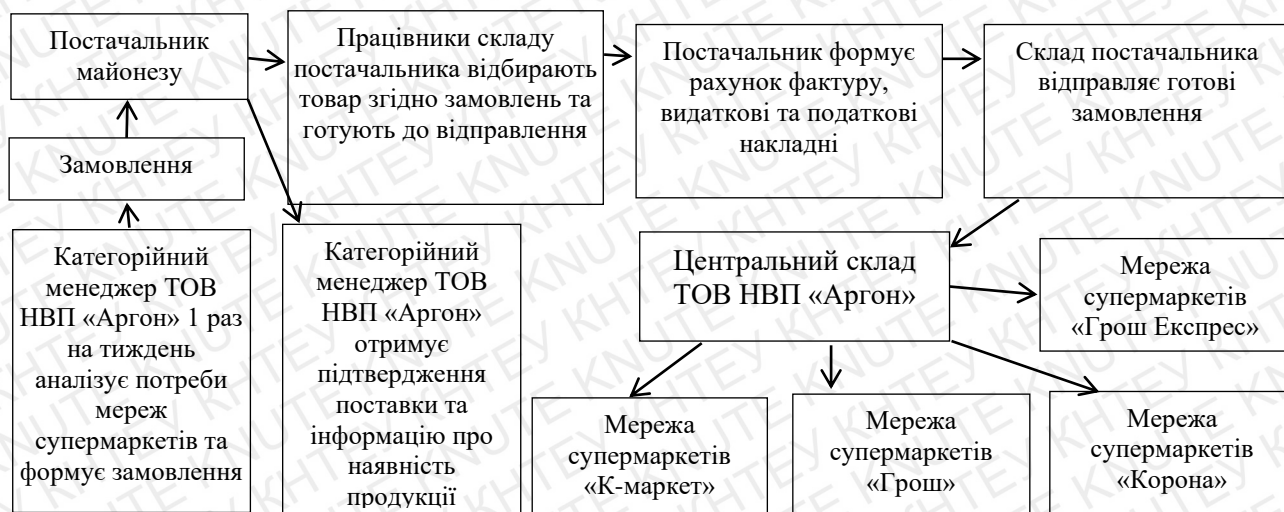 Постачальник
майонезу
Працівники складу
постачальника відбирають
товар згідно замовлень та
готують до відправлення
Постачальник формує
рахунок фактуру,
видаткові та податкові
накладні
Склад постачальника
відправляє готові
замовлення
Замовлення
Категорійний
менеджер ТОВ
НВП «Аргон» 1 раз
на тиждень
аналізує потреби
мереж
супермаркетів та
формує замовлення
Категорійний
менеджер ТОВ
НВП «Аргон»
отримує
підтвердження
поставки та
інформацію про
наявність
продукції
Центральний склад
ТОВ НВП «Аргон»
Мережа
супермаркетів
«Грош Експрес»
Мережа
супермаркетів
«К-маркет»
Мережа
супермаркетів
«Грош»
Мережа
супермаркетів
«Корона»